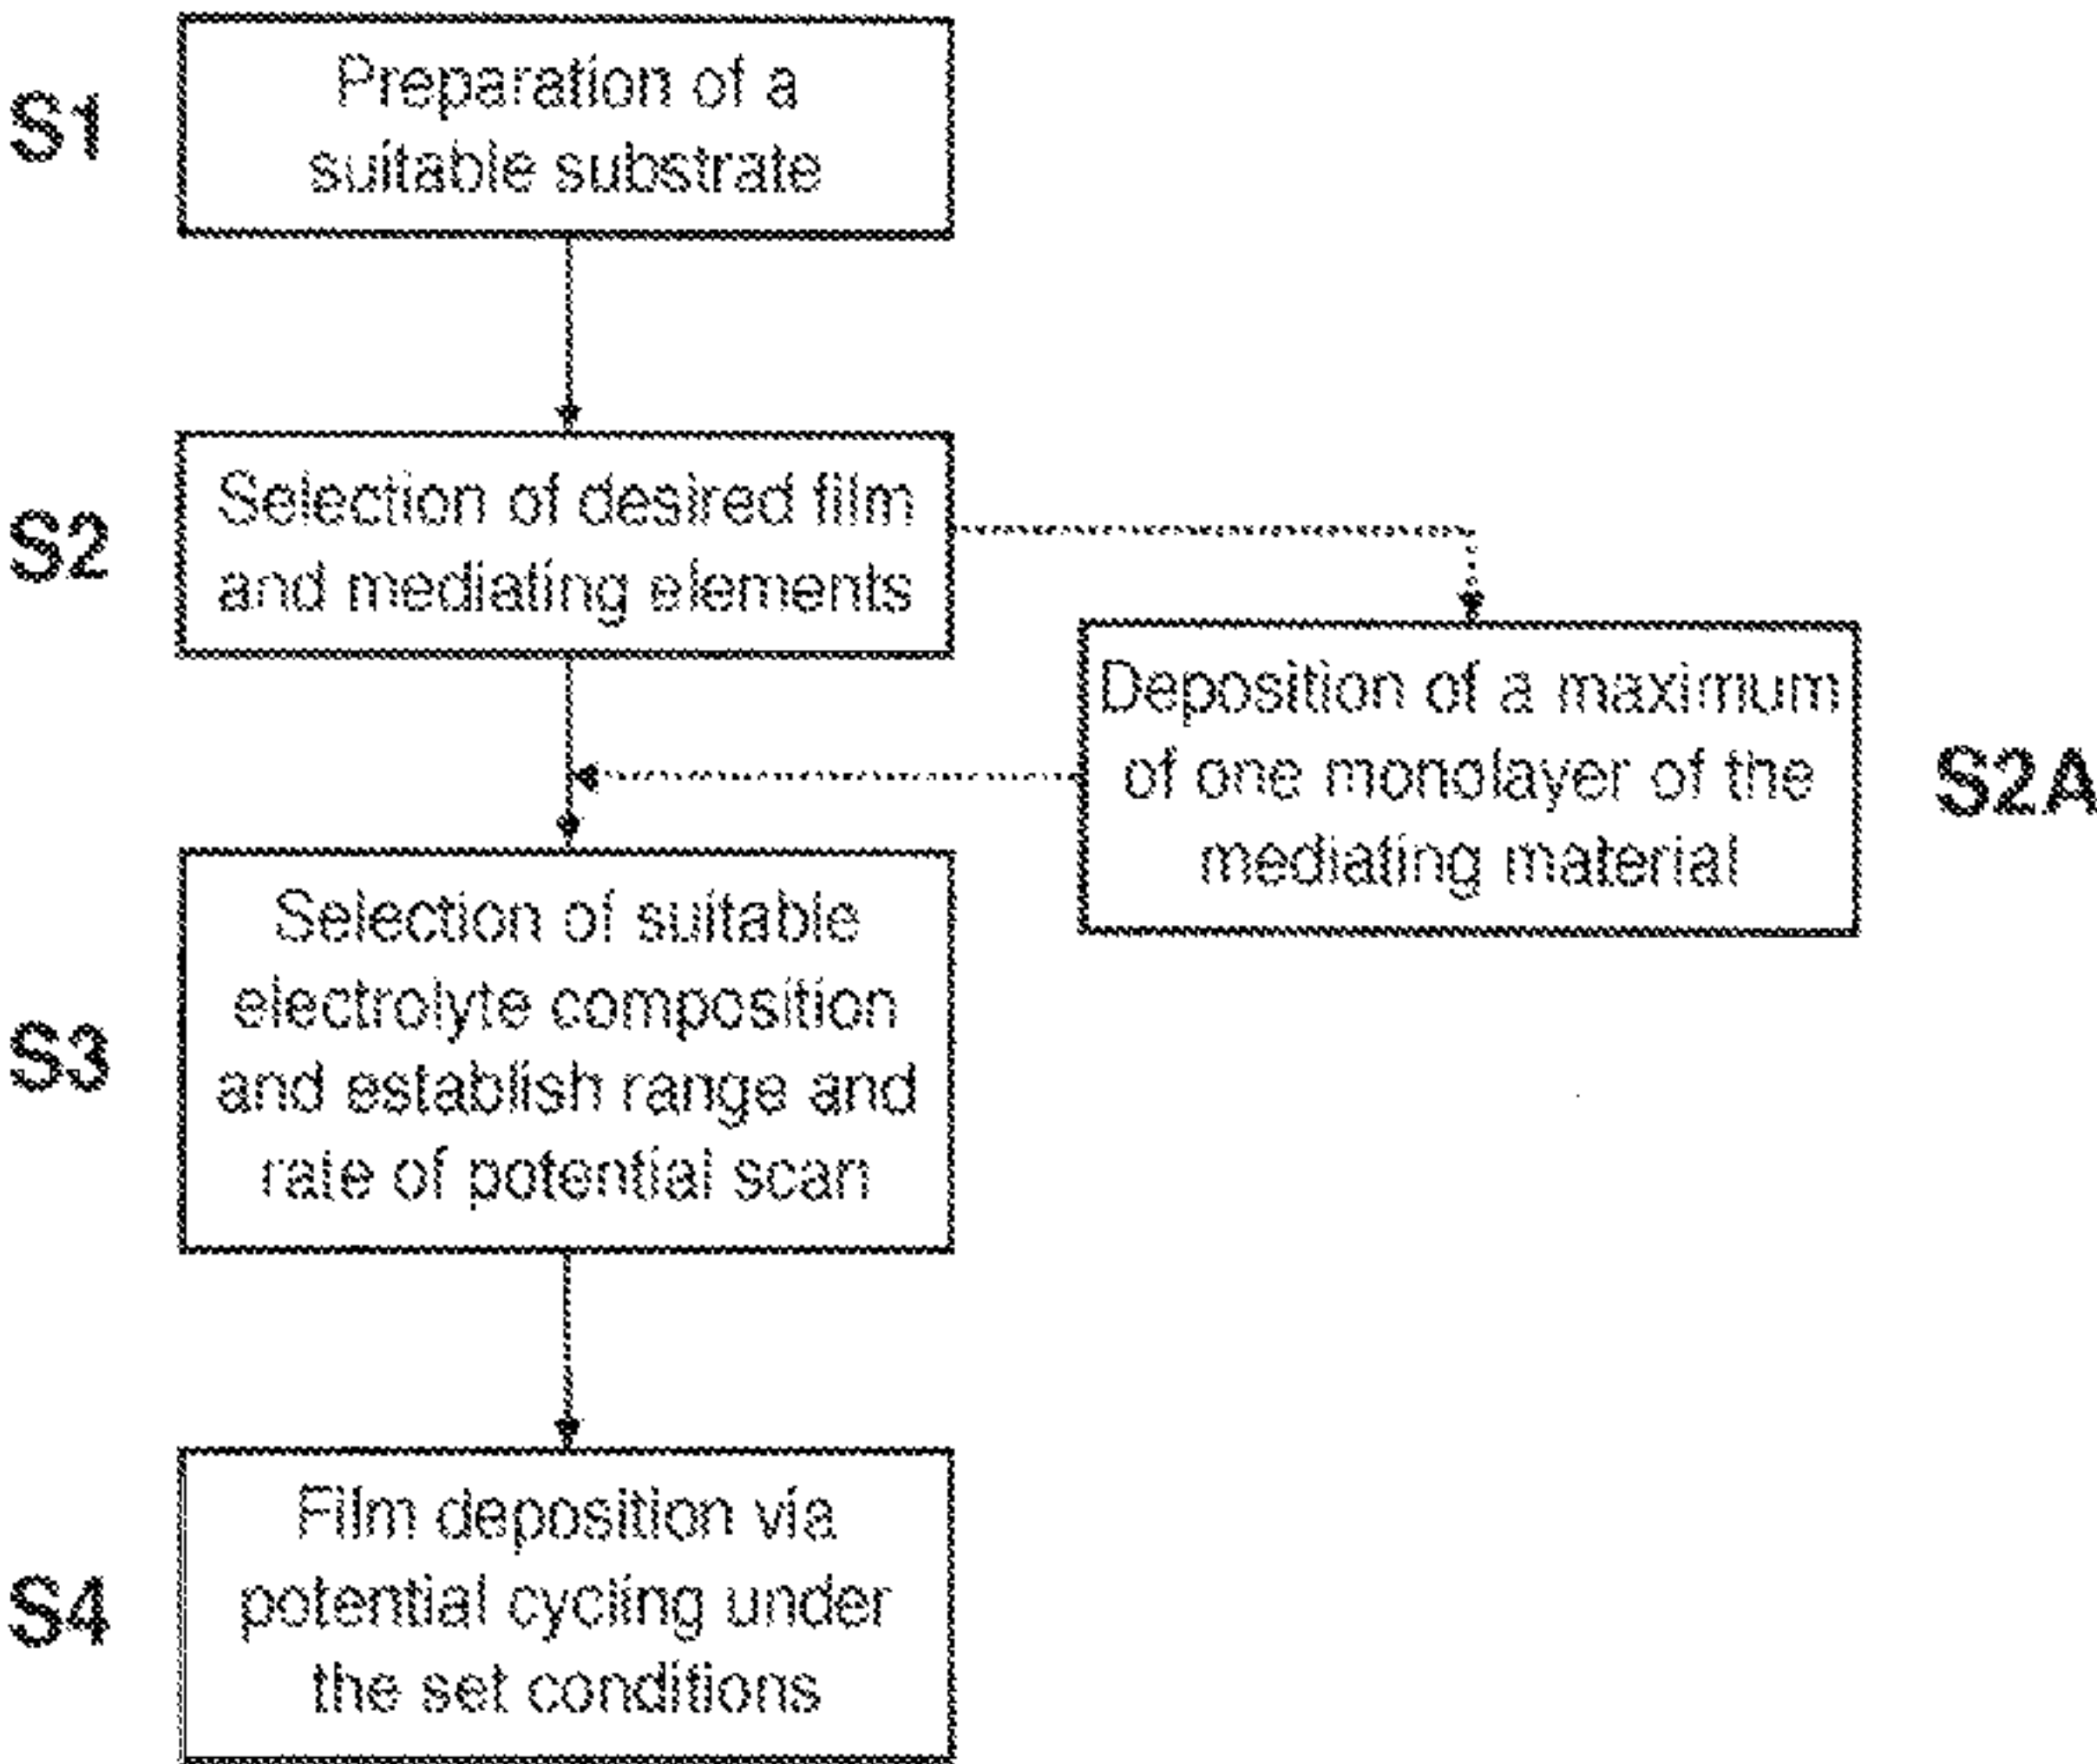 S1
Preparation of a
suitable substrate
S2
Selection of desired film
and mediating elements
Deposition of a maximum
of one monolayer of the
mediating material
S2A
S3
Selection of suitable
electrolyte composition
and establish range and
rate of potential scan
S4
Film deposition via
potential cycling under
the set conditions